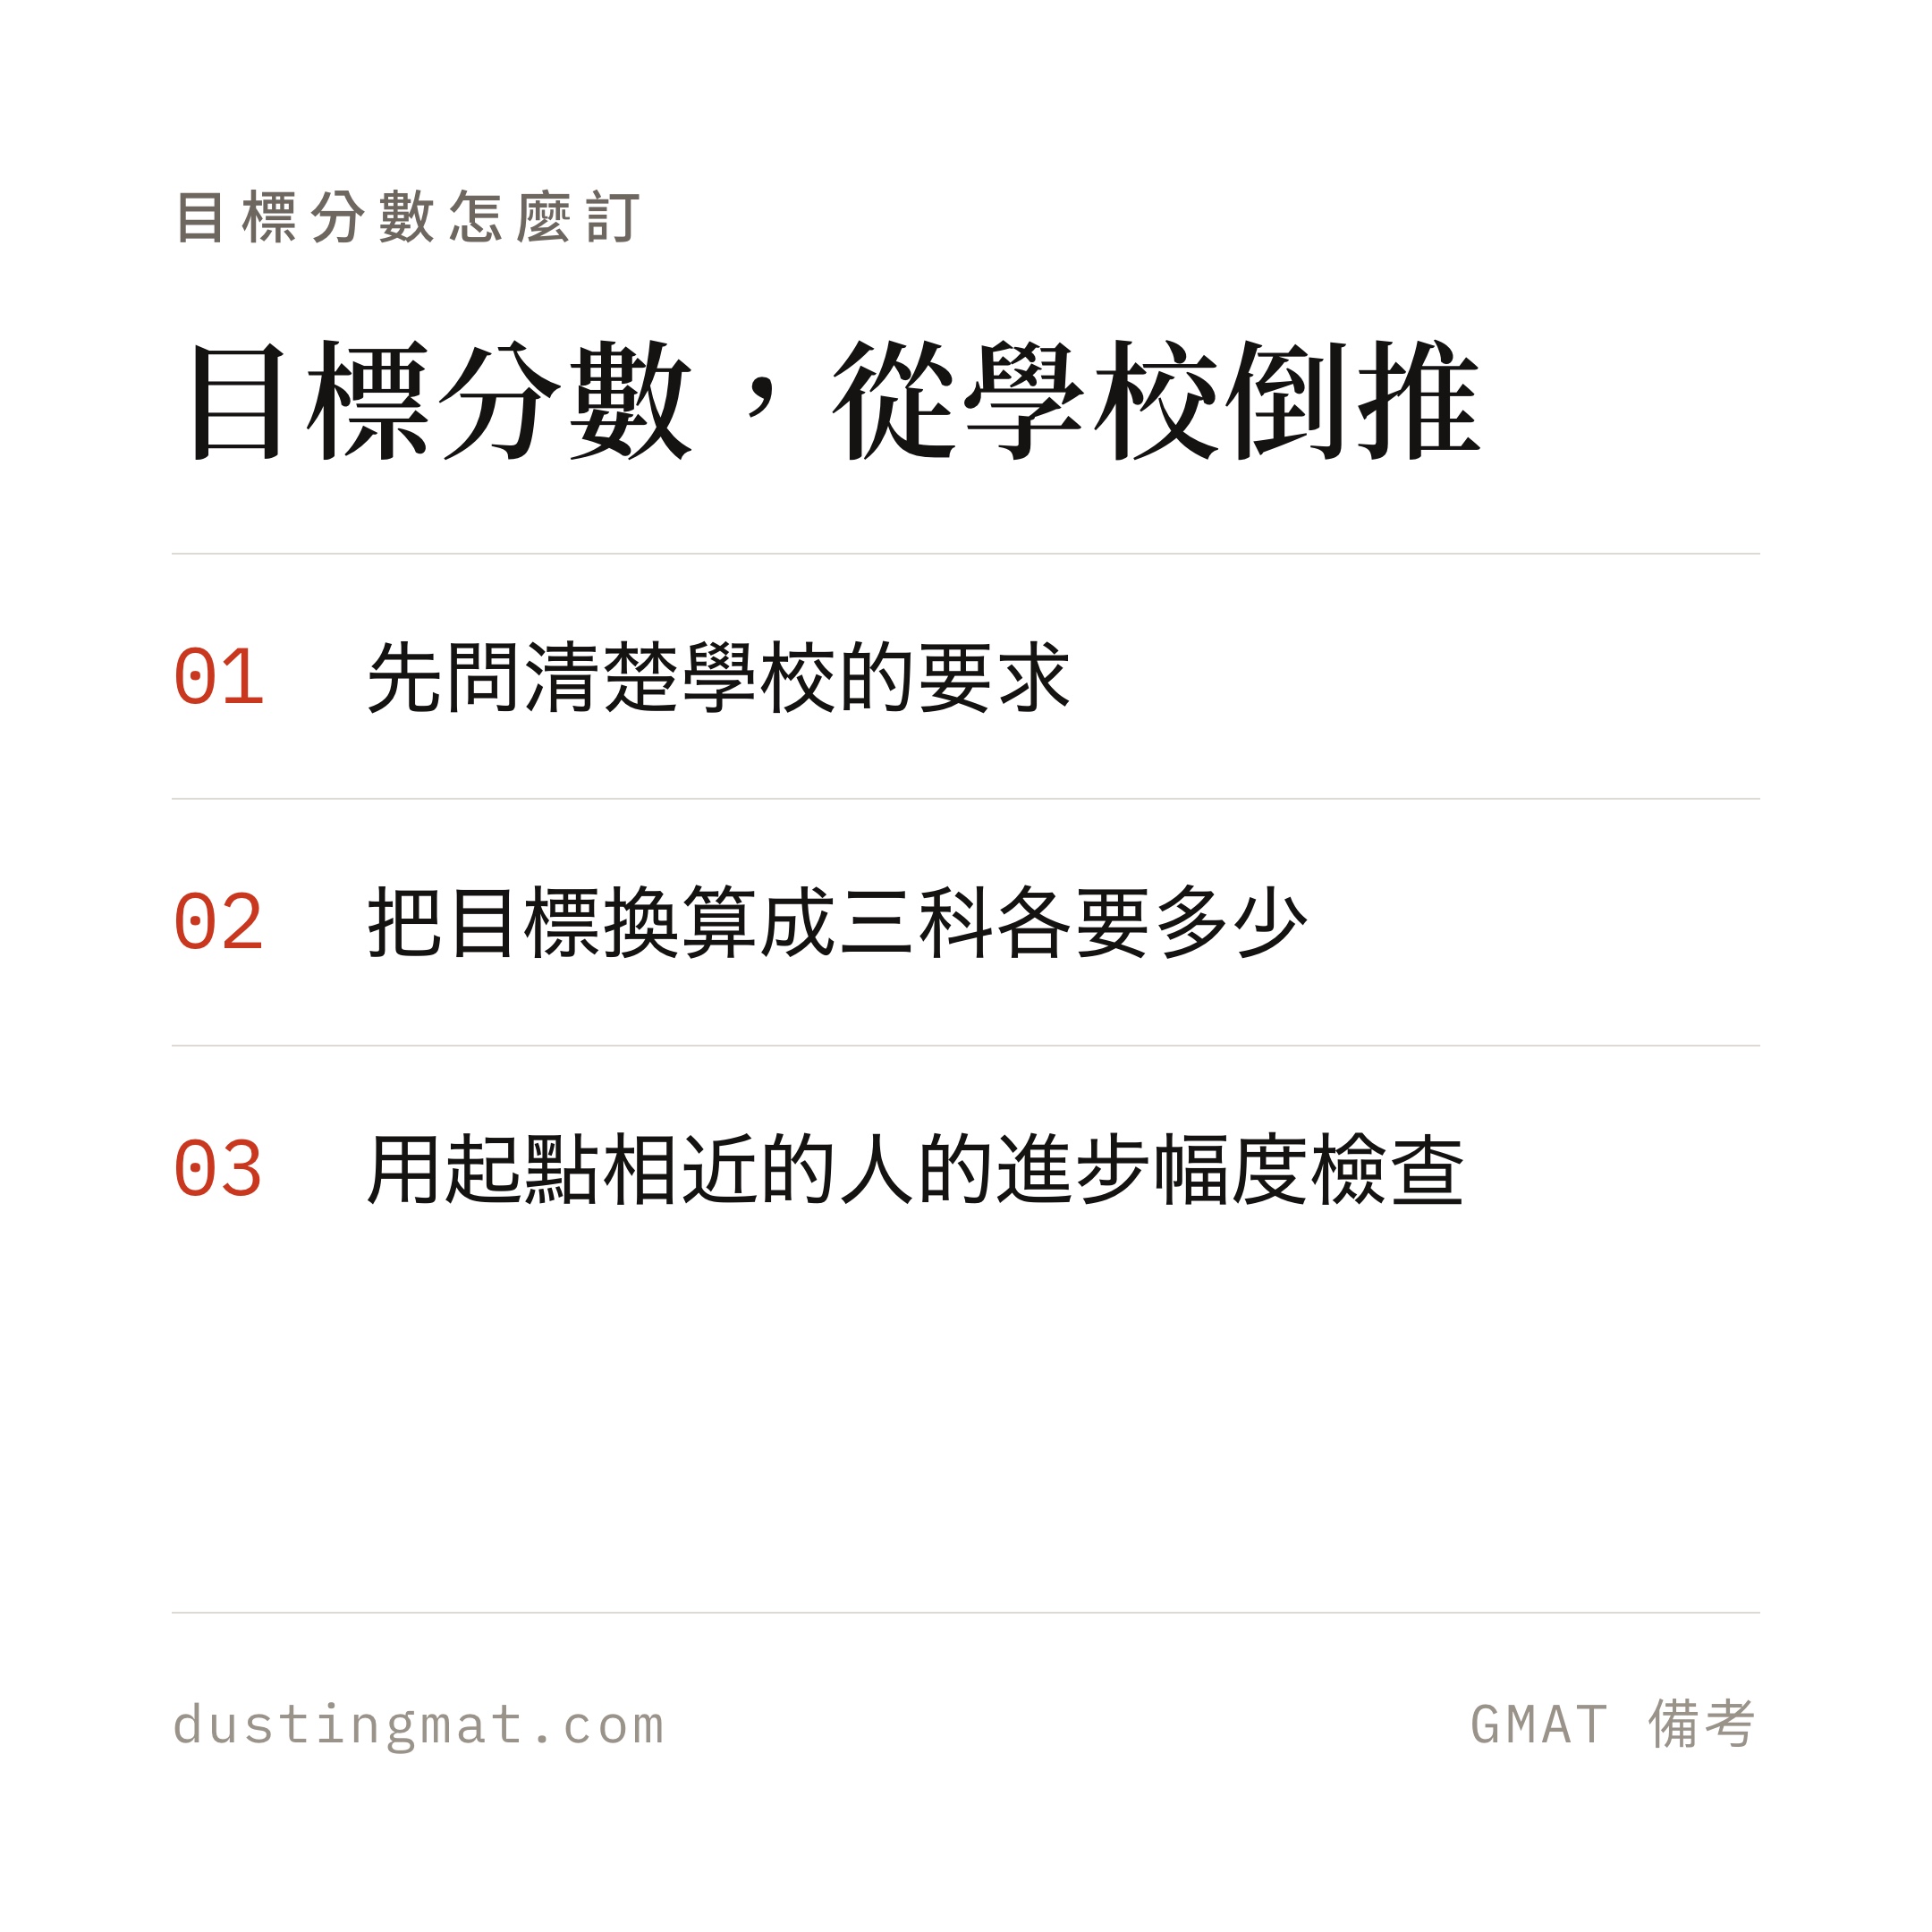 目標分數怎麼訂
目標分數，從學校倒推
01 先問清楚學校的要求
02 把目標換算成三科各要多少
03 用起點相近的人的進步幅度檢查
dustingmat.com
GMAT 備考